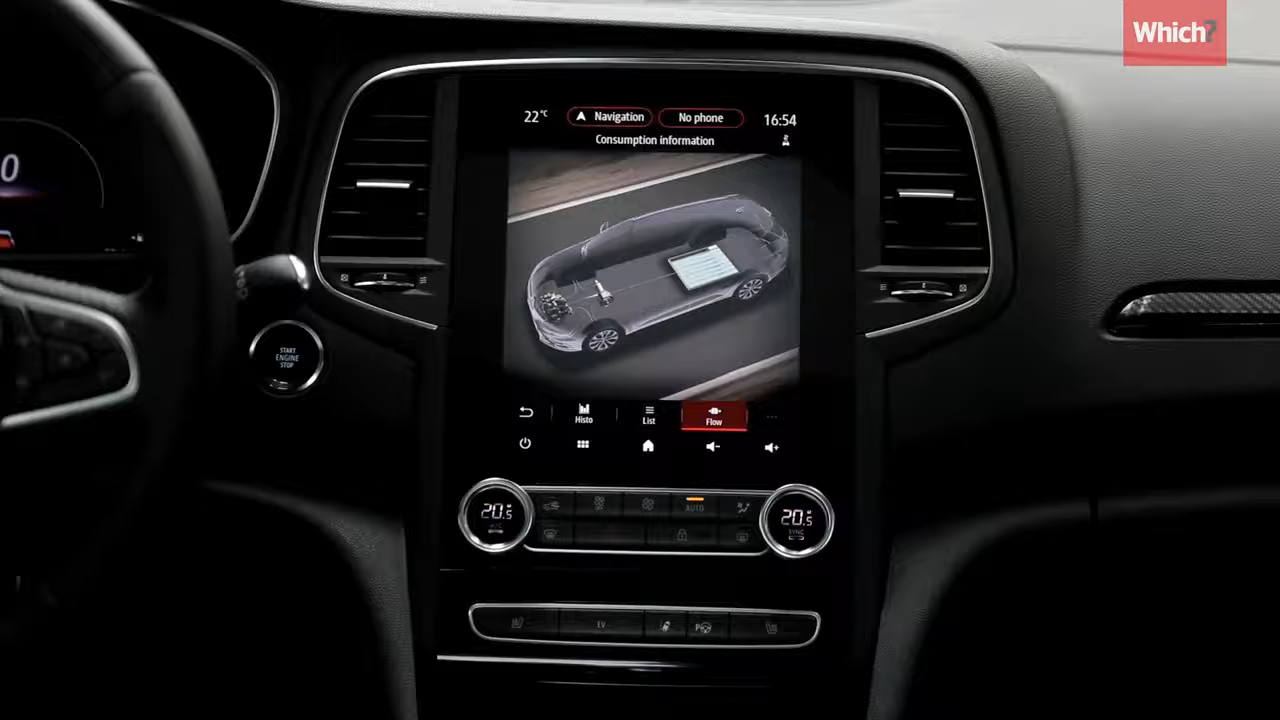 Which?
22°C
Navigation
No phone
16:54
Consumption information
0
START
ENGINE
STOP
Histo
List
Flow
20.5
AUTO
20.5
SYNC
EV